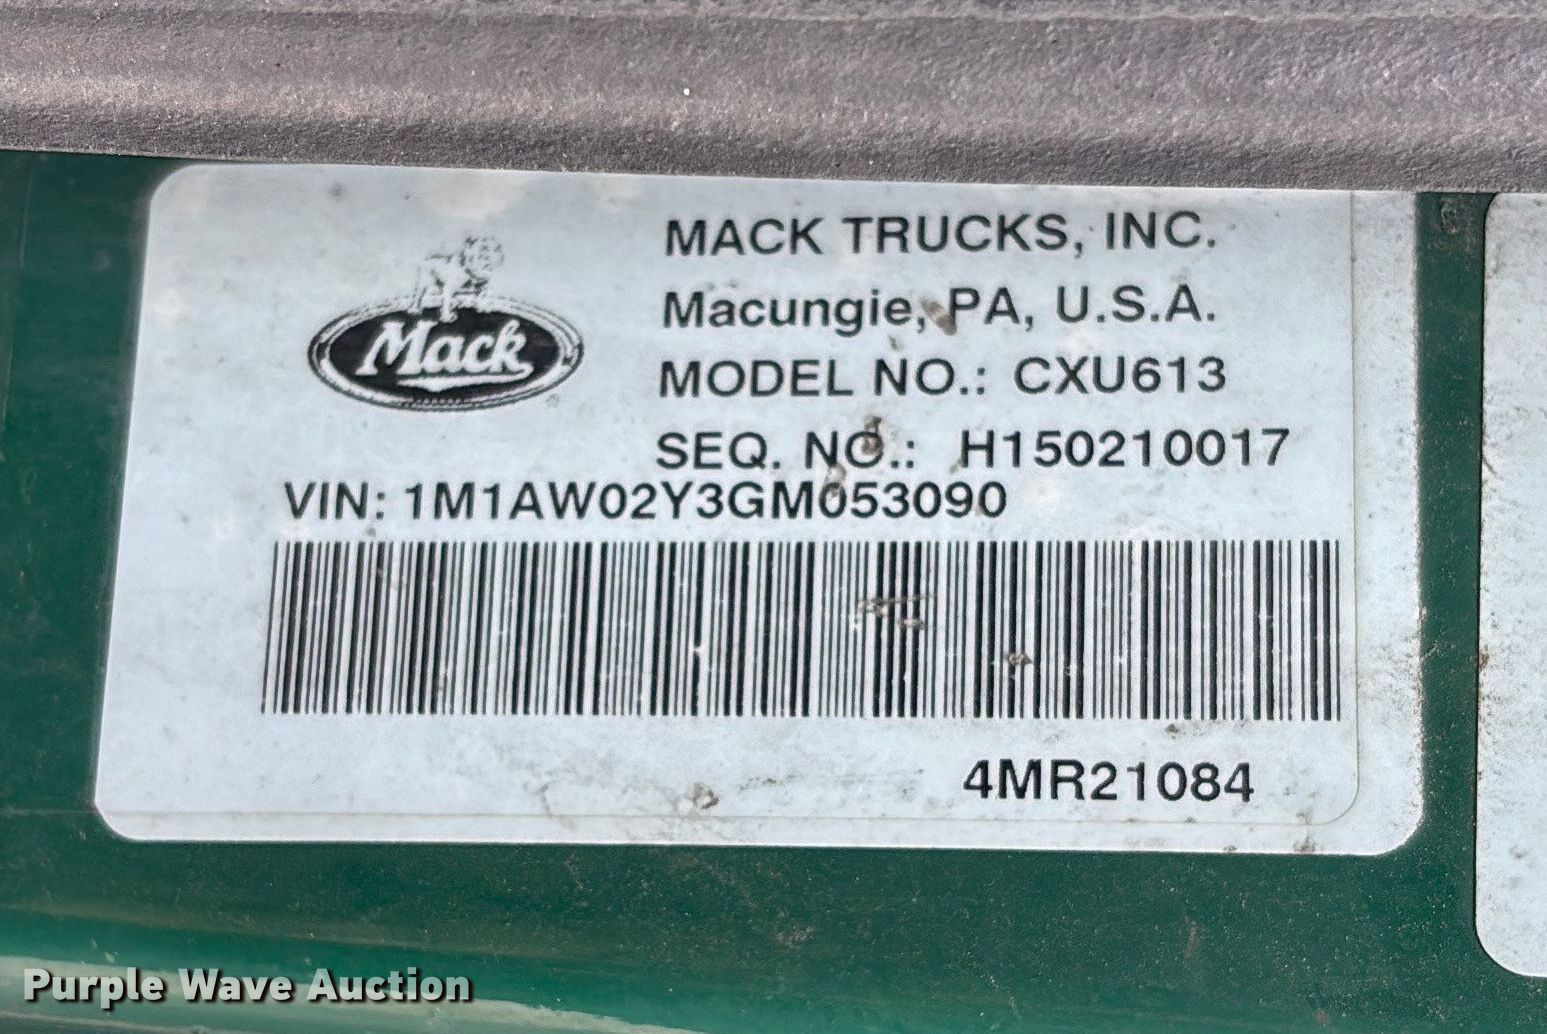 MACK TRUCKS, INC.
Macungie, PA, U.S.A.
Mack
MODEL NO.: CXU613
SEQ. NO.: H150210017
VIN: 1M1AW02Y3GM053090
4MR21084
Purple Wave Auction